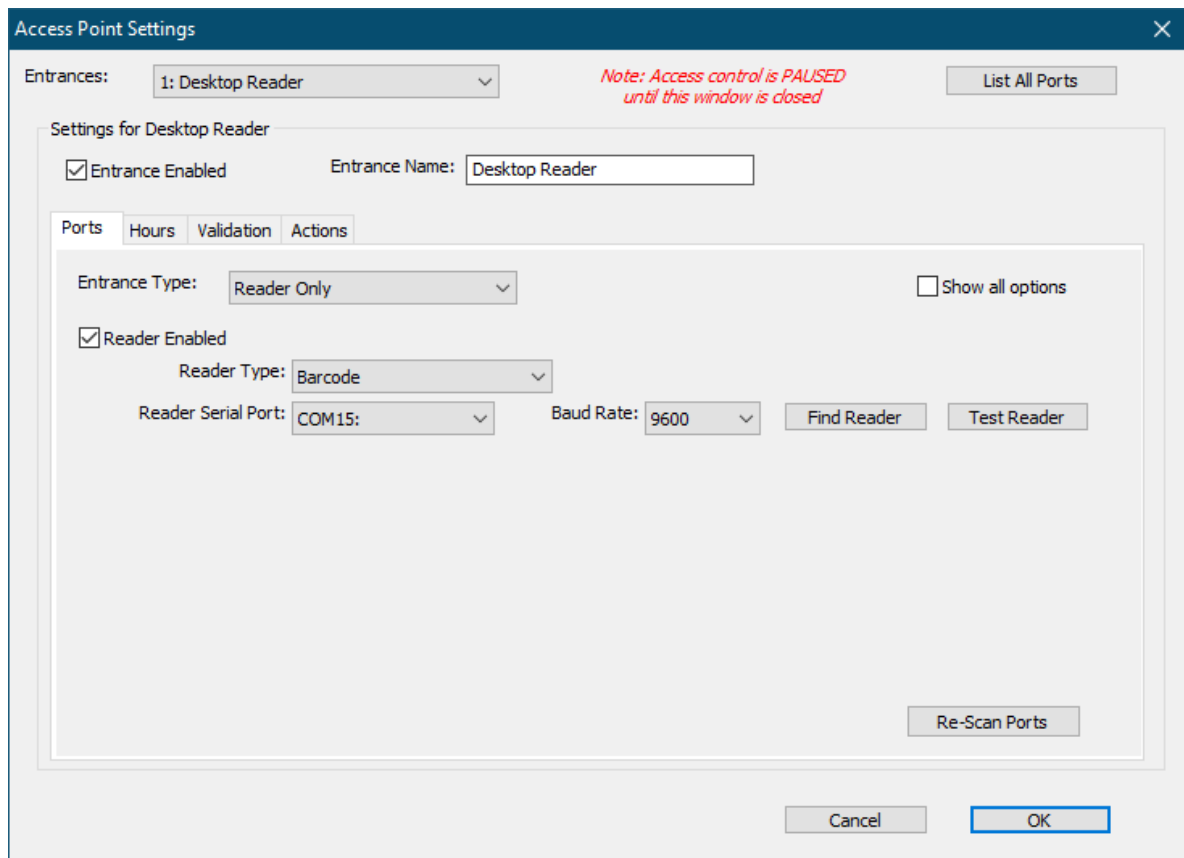 Access Point Settings
Entrances: 1: Desktop Reader
Note: Access control is PAUSED
until this window is closed
List All Ports
Settings for Desktop Reader
Entrance Enabled
Entrance Name: Desktop Reader
Ports Hours Validation Actions
Entrance Type: Reader Only
Show all options
Reader Enabled
Reader Type: Barcode
Reader Serial Port: COM15: Baud Rate: 9600 Find Reader Test Reader
Re-Scan Ports
Cancel OK